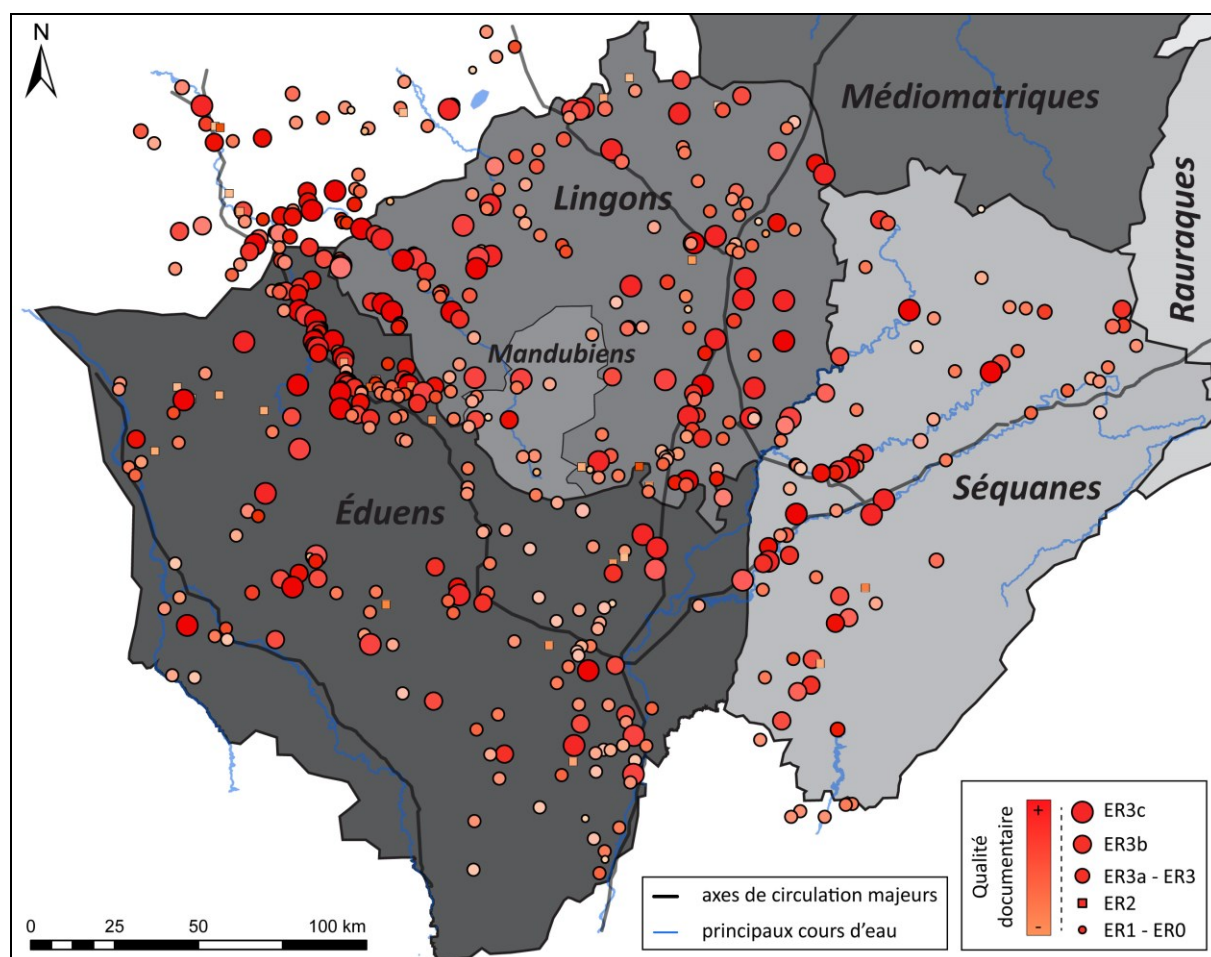 N
Médiomatriques
Lingons
Rauraques
Mandubiens
Séquanes
Éduens
0 25 50 100 km
axes de circulation majeurs
principaux cours d'eau
Qualité
documentaire
+
-
ER3c
ER3b
ER3a - ER3
ER2
ER1 - ER0